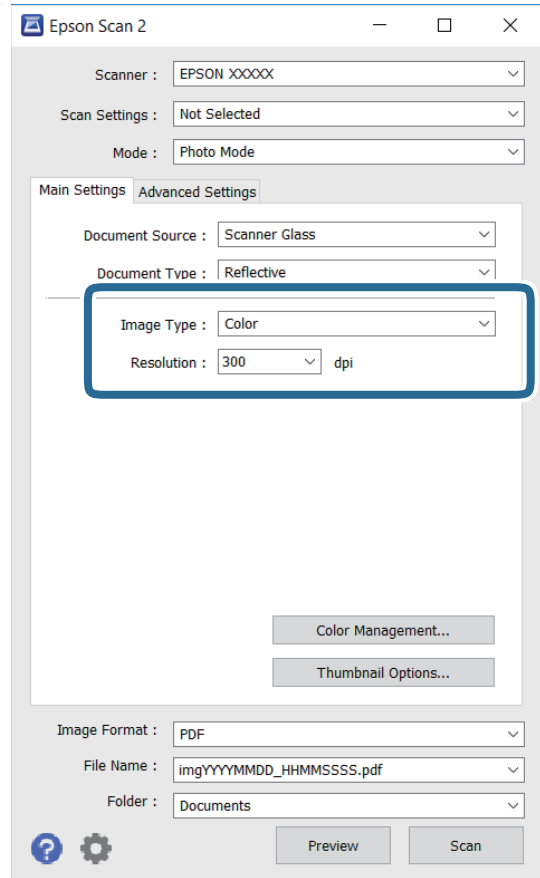 Epson Scan 2
Scanner : EPSON XXXXX
Scan Settings : Not Selected
Mode : Photo Mode
Main Settings Advanced Settings
Document Source : Scanner Glass
Document Type : Reflective
Image Type : Color
Resolution : 300 dpi
Color Management...
Thumbnail Options...
Image Format : PDF
File Name : imgYYYYMMDD_HHMMSSSS.pdf
Folder : Documents
? Preview Scan